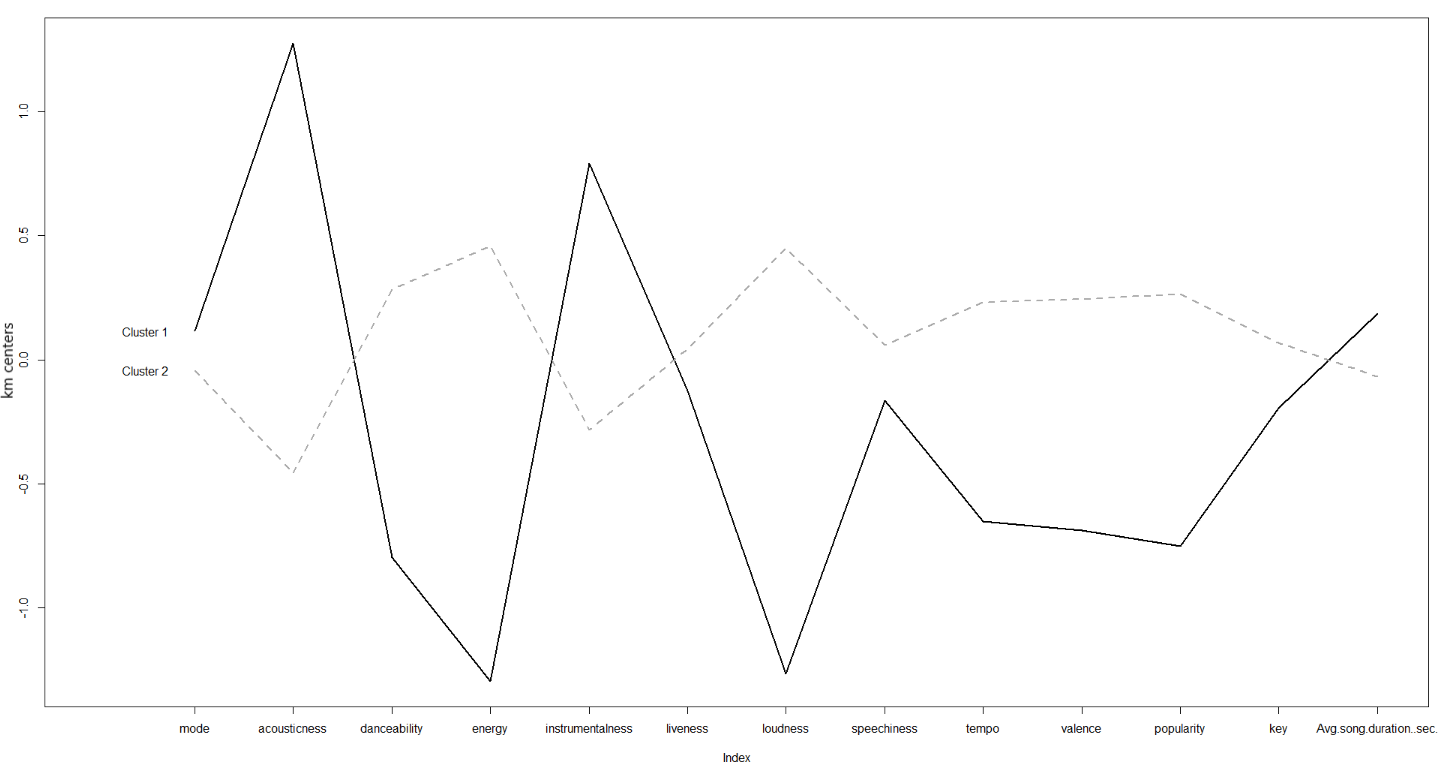 km centers
1.0
0.5
0.0
-0.5
-1.0
Cluster 1
Cluster 2
mode acousticness danceability energy instrumentalness liveness loudness speechiness tempo valence popularity key Avg.song.duration..sec.
Index